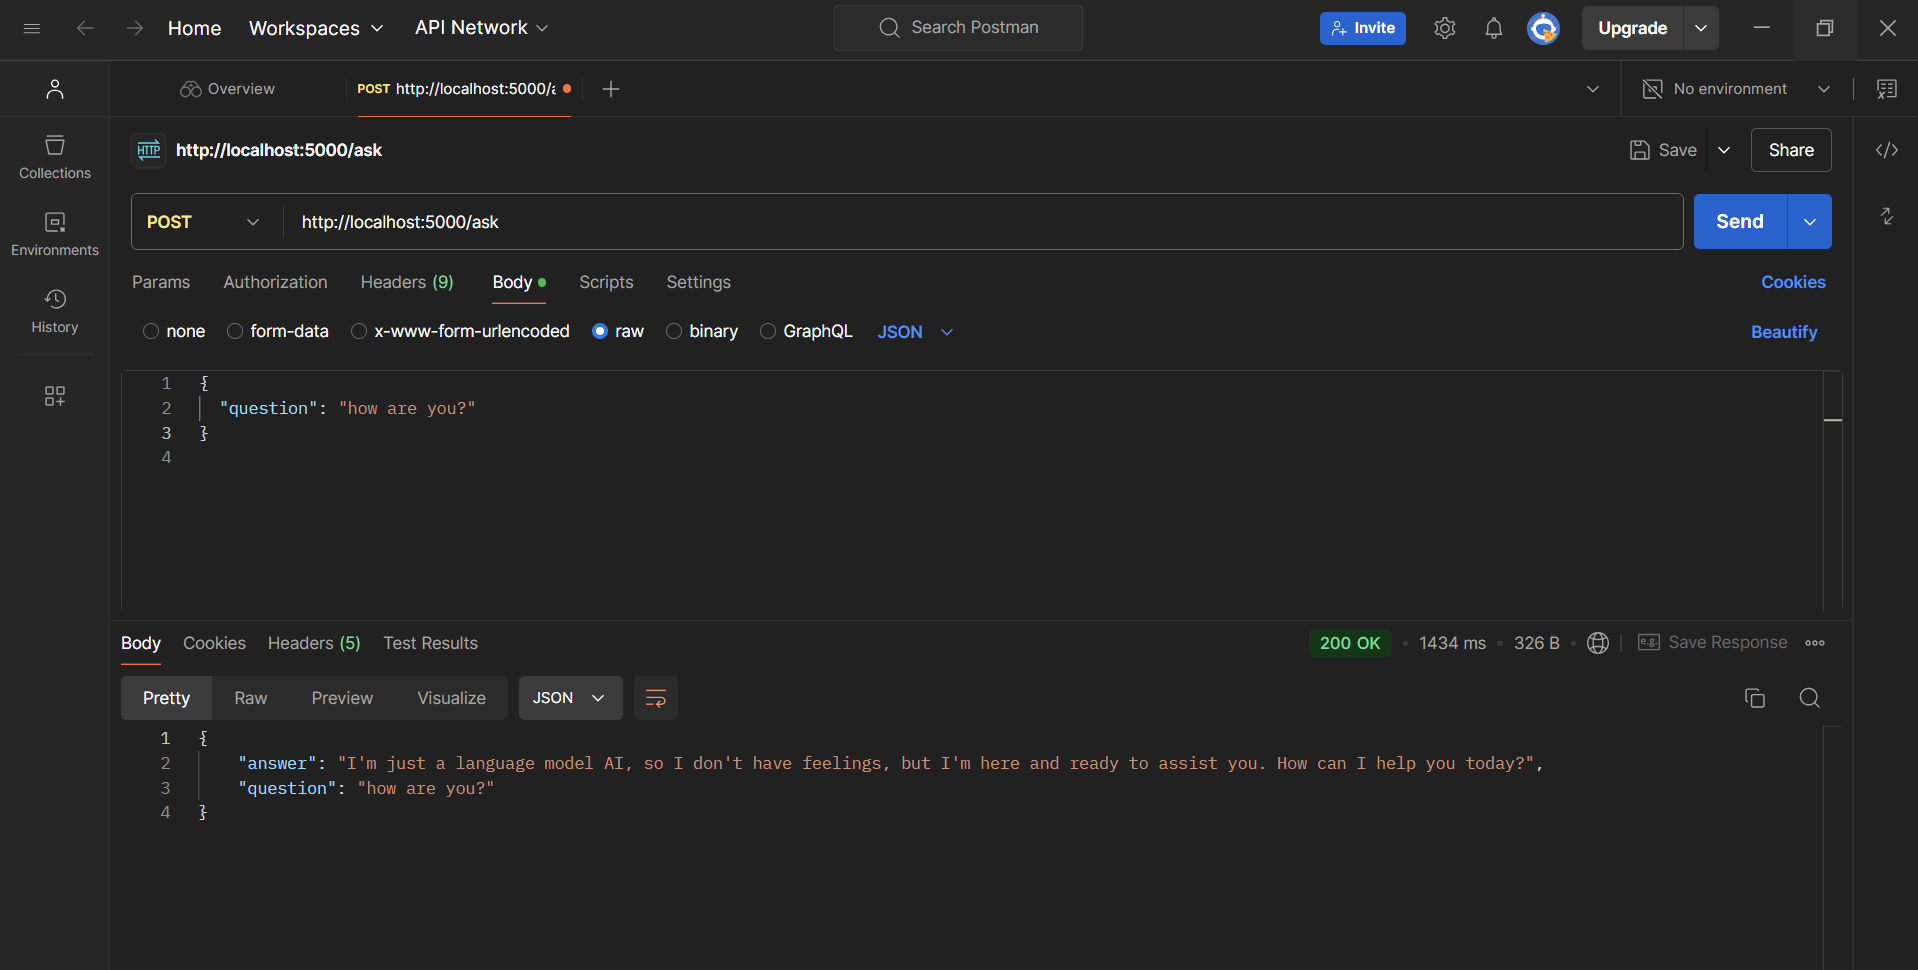 Home Workspaces API Network Search Postman Invite Upgrade
Overview POST http://localhost:5000/a No environment
HTTP http://localhost:5000/ask Save Share
Collections
Environments
History
POST http://localhost:5000/ask Send
Params Authorization Headers (9) Body Scripts Settings Cookies
none form-data x-www-form-urlencoded raw binary GraphQL JSON Beautify
1 {
2 "question": "how are you?"
3 }
4
Body Cookies Headers (5) Test Results 200 OK • 1434 ms • 326 B • e.g. Save Response
Pretty Raw Preview Visualize JSON
1 {
2 "answer": "I'm just a language model AI, so I don't have feelings, but I'm here and ready to assist you. How can I help you today?",
3 "question": "how are you?"
4 }